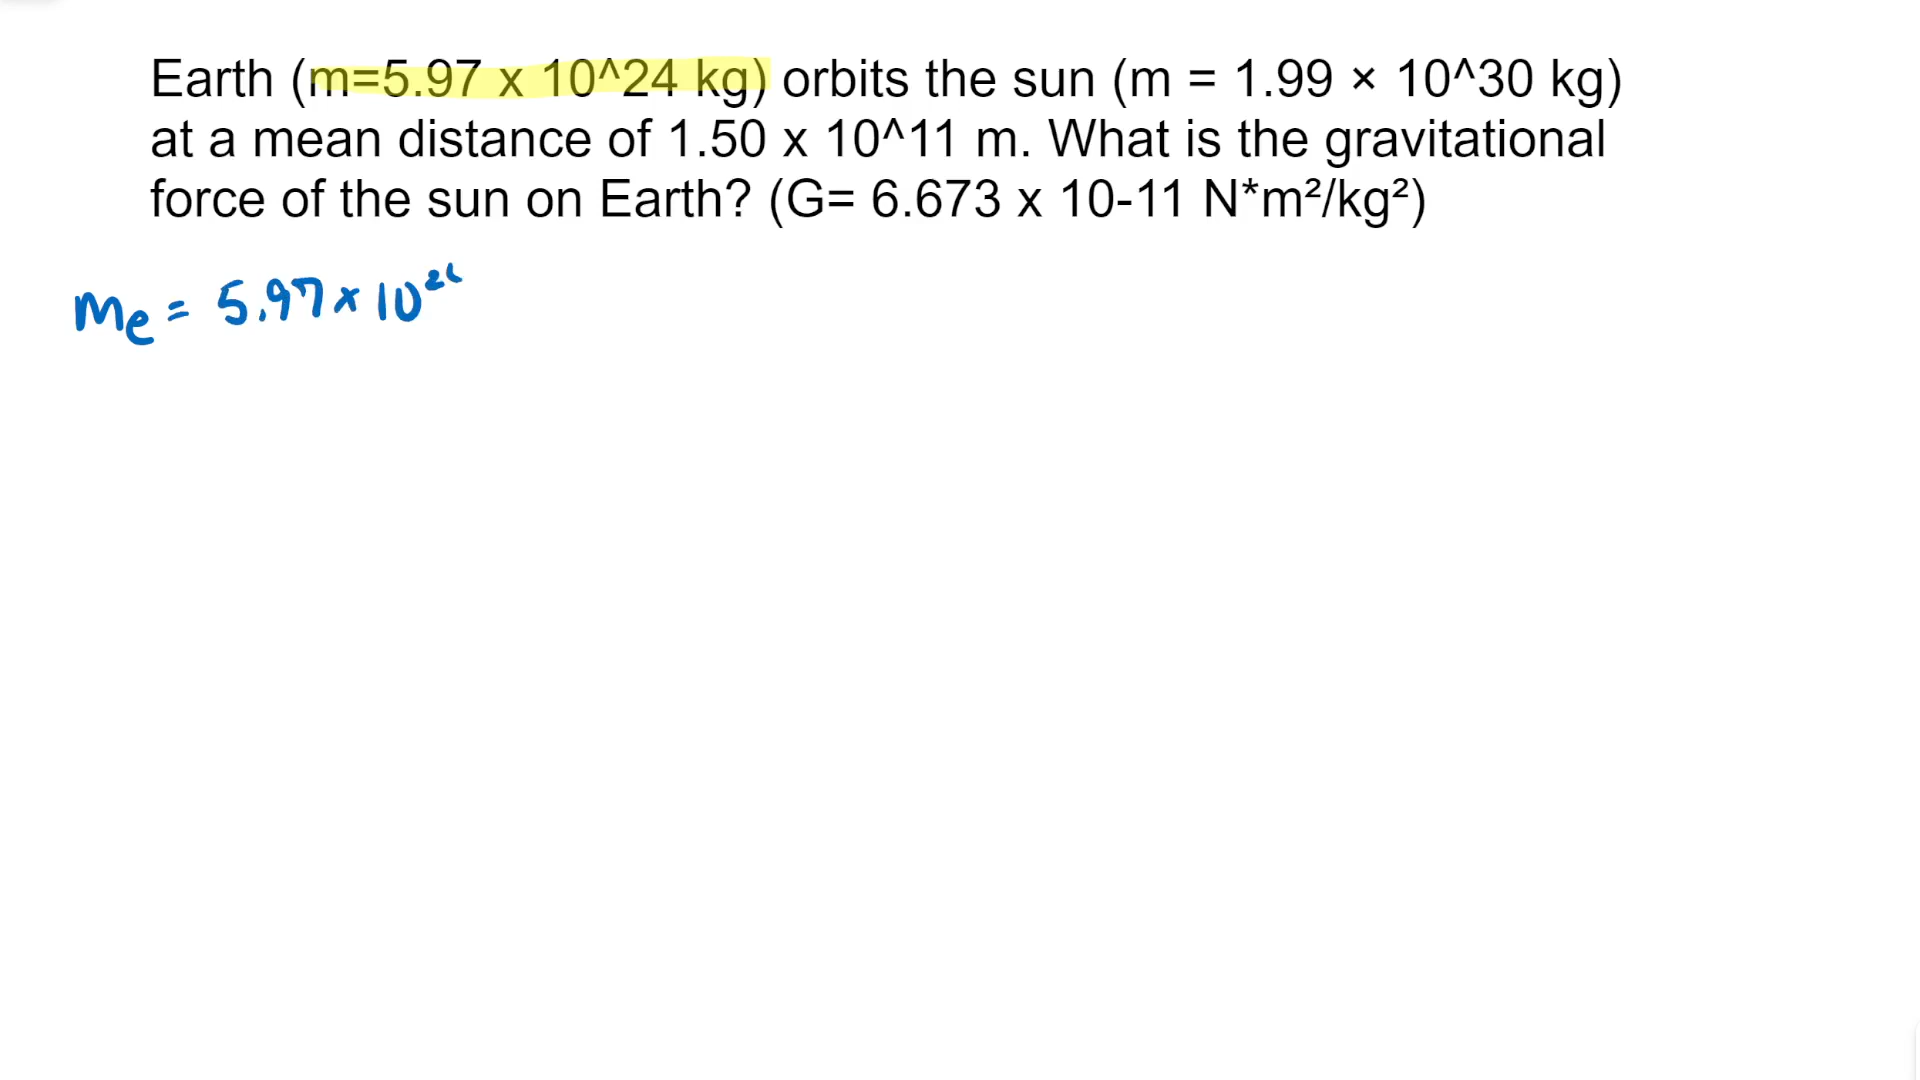 Earth (m=5.97 x 10^24 kg) orbits the sun (m = 1.99 × 10^30 kg)
at a mean distance of 1.50 x 10^11 m. What is the gravitational
force of the sun on Earth? (G= 6.673 x 10-11 N*m²/kg²)
me = 5.97 x 10²